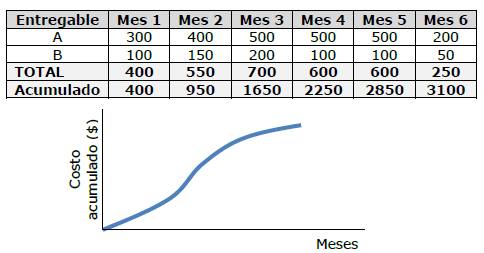 Entregable Mes 1 Mes 2 Mes 3 Mes 4 Mes 5 Mes 6
A 300 400 500 500 500 200
B 100 150 200 100 100 50
TOTAL 400 550 700 600 600 250
Acumulado 400 950 1650 2250 2850 3100
Costo
acumulado ($)
Meses